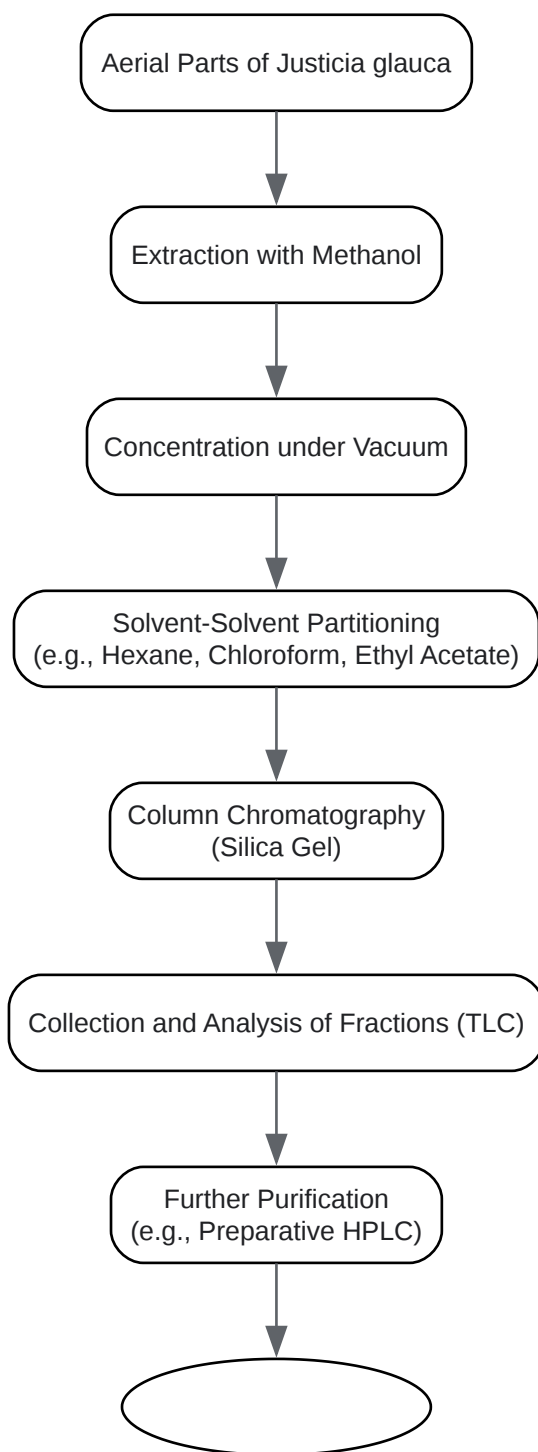 Aerial Parts of Justicia glauca
Extraction with Methanol
Concentration under Vacuum
Solvent-Solvent Partitioning
(e.g., Hexane, Chloroform, Ethyl Acetate)
Column Chromatography
(Silica Gel)
Collection and Analysis of Fractions (TLC)
Further Purification
(e.g., Preparative HPLC)